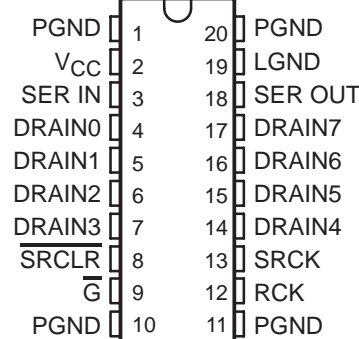 PGND 1 20 PGND
VCC 2 19 LGND
SER IN 3 18 SER OUT
DRAIN0 4 17 DRAIN7
DRAIN1 5 16 DRAIN6
DRAIN2 6 15 DRAIN5
DRAIN3 7 14 DRAIN4
SRCLR 8 13 SRCK
G 9 12 RCK
PGND 10 11 PGND